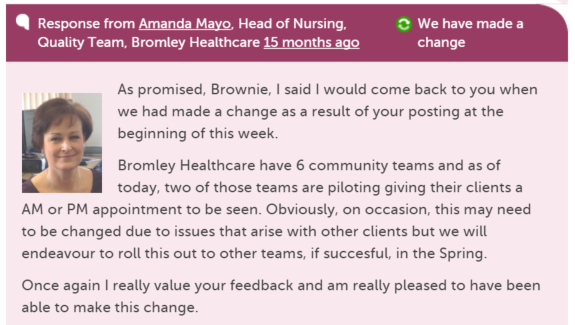 Response from Amanda Mayo, Head of Nursing,
Quality Team, Bromley Healthcare 15 months ago
We have made a
change
As promised, Brownie, I said I would come back to you when
we had made a change as a result of your posting at the
beginning of this week.
Bromley Healthcare have 6 community teams and as of
today, two of those teams are piloting giving their clients a
AM or PM appointment to be seen. Obviously, on occasion, this may need
to be changed due to issues that arise with other clients but we will
endeavour to roll this out to other teams, if succesful, in the Spring.
Once again I really value your feedback and am really pleased to have been
able to make this change.